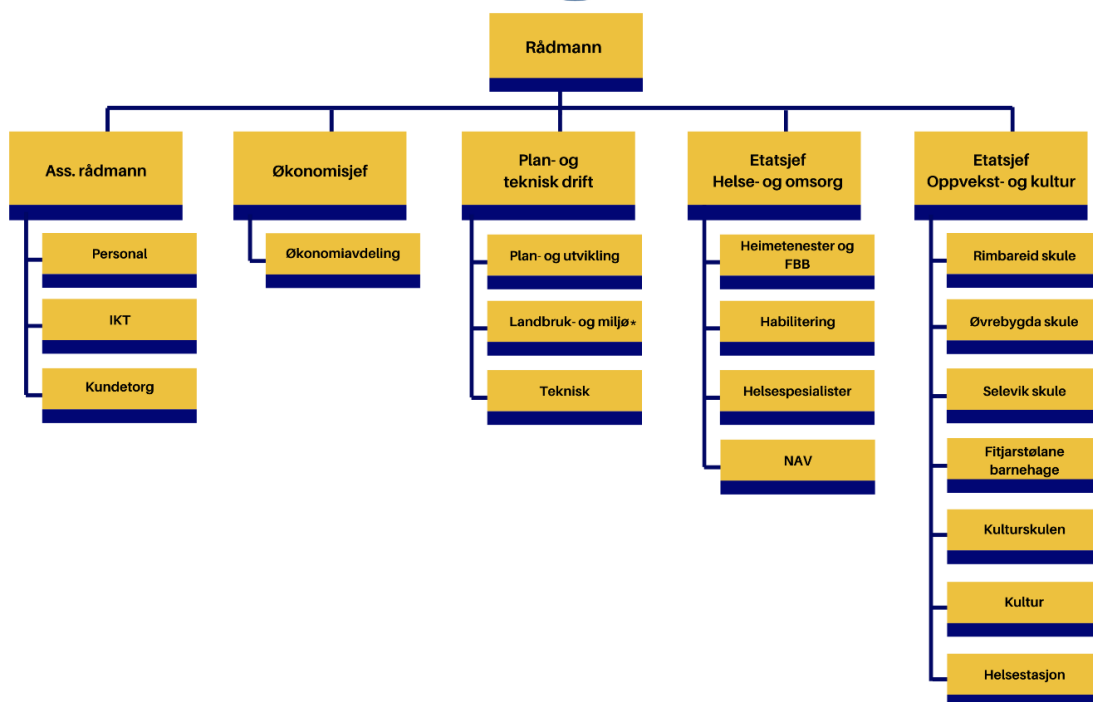 Rådmann
Ass. rådmann
Personal
IKT
Kundetorg
Økonomisjef
Økonomiavdeling
Plan- og
teknisk drift
Plan- og utvikling
Landbruk- og miljø*
Teknisk
Etatsjef
Helse- og omsorg
Heimetenester og
FBB
Habilitering
Helsespesialister
NAV
Etatsjef
Oppvekst- og kultur
Rimbareid skule
Øvrebygda skule
Selevik skule
Fitjarstølane
barnehage
Kulturskulen
Kultur
Helsestasjon